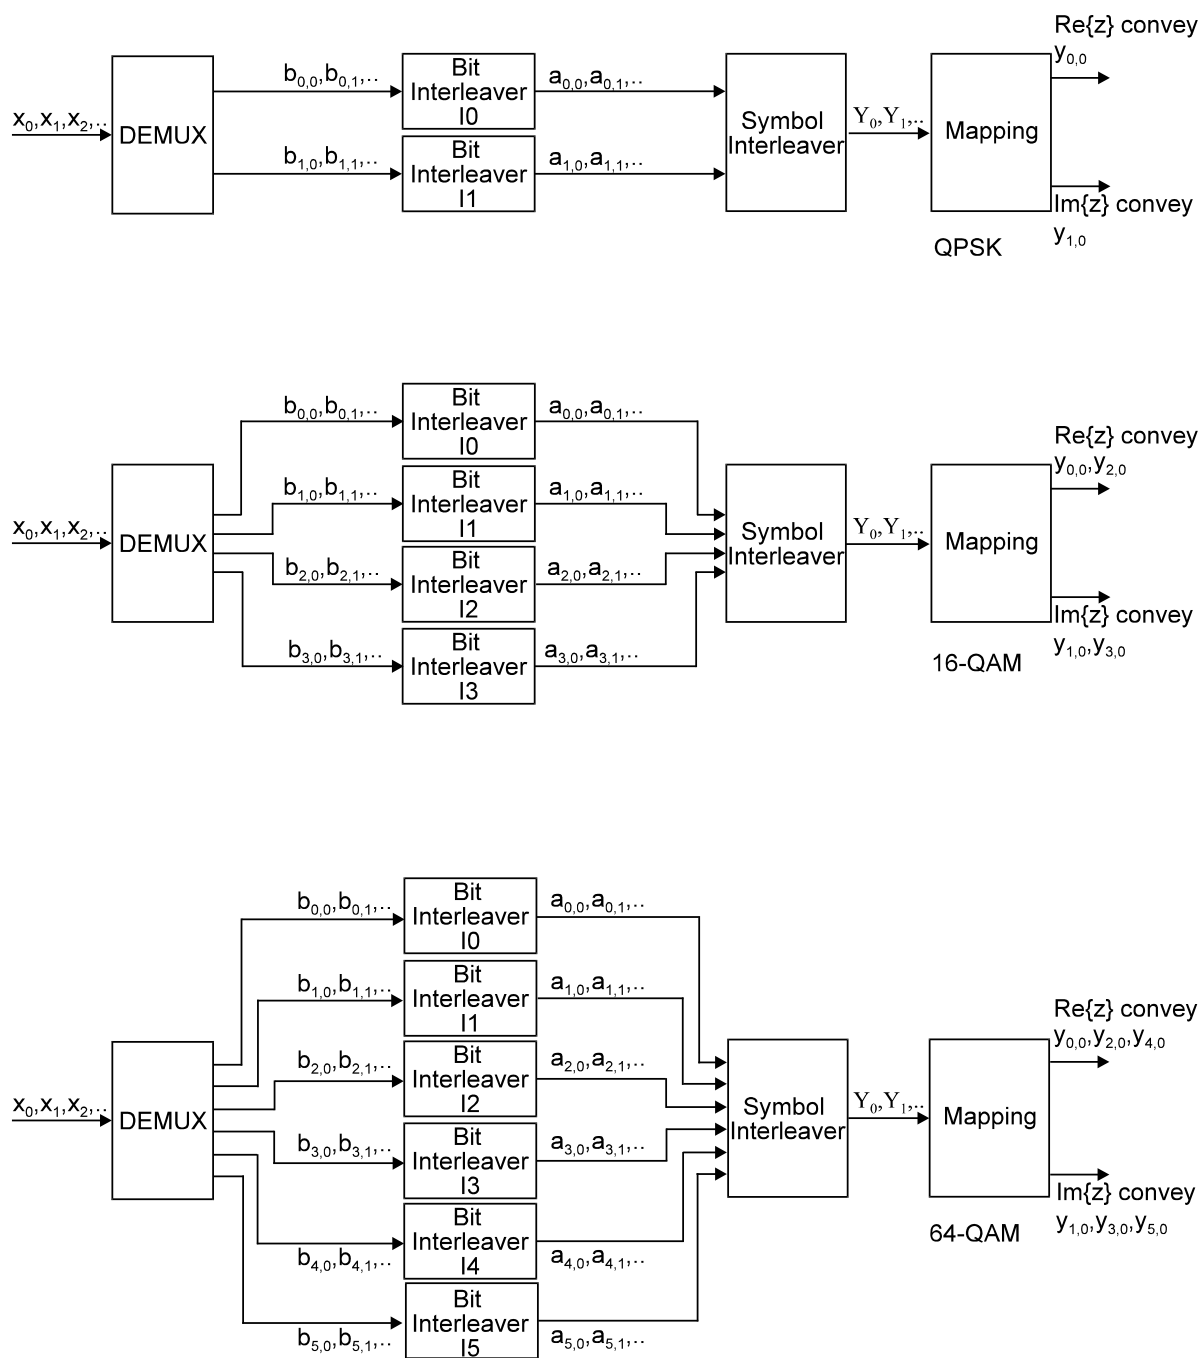 Re{z} convey
y0,0
x0,x1,x2,..
DEMUX
b0,0,b0,1,..
Bit
Interleaver
I0
a0,0,a0,1,..
b1,0,b1,1,..
Bit
Interleaver
I1
a1,0,a1,1,..
Symbol
Interleaver
Y0,Y1,..
Mapping
Im{z} convey
y1,0
QPSK
x0,x1,x2,..
DEMUX
b0,0,b0,1,..
Bit
Interleaver
I0
a0,0,a0,1,..
b1,0,b1,1,..
Bit
Interleaver
I1
a1,0,a1,1,..
b2,0,b2,1,..
Bit
Interleaver
I2
a2,0,a2,1,..
b3,0,b3,1,..
Bit
Interleaver
I3
a3,0,a3,1,..
Symbol
Interleaver
Y0,Y1,..
Mapping
Re{z} convey
y0,0,y2,0
Im{z} convey
y1,0,y3,0
16-QAM
x0,x1,x2,..
DEMUX
b0,0,b0,1,..
Bit
Interleaver
I0
a0,0,a0,1,..
b1,0,b1,1,..
Bit
Interleaver
I1
a1,0,a1,1,..
b2,0,b2,1,..
Bit
Interleaver
I2
a2,0,a2,1,..
b3,0,b3,1,..
Bit
Interleaver
I3
a3,0,a3,1,..
b4,0,b4,1,..
Bit
Interleaver
I4
a4,0,a4,1,..
b5,0,b5,1,..
Bit
Interleaver
I5
a5,0,a5,1,..
Symbol
Interleaver
Y0,Y1,..
Mapping
Re{z} convey
y0,0,y2,0,y4,0
Im{z} convey
y1,0,y3,0,y5,0
64-QAM